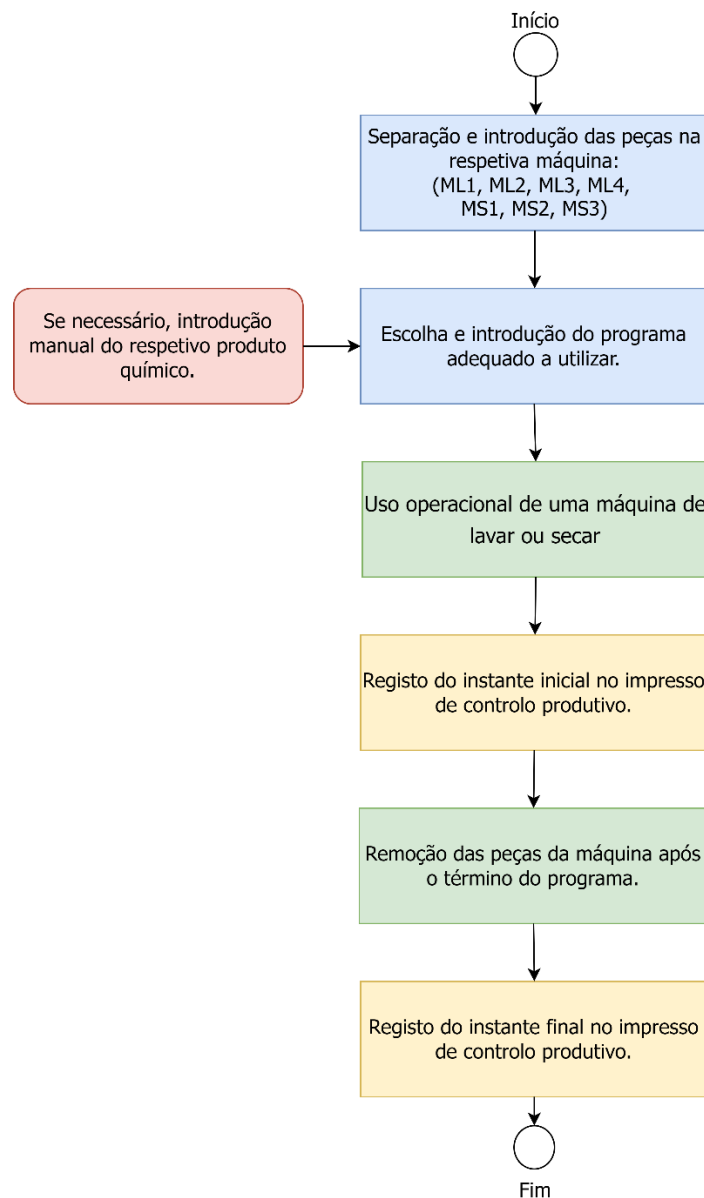 Início
Separação e introdução das peças na
respetiva máquina:
(ML1, ML2, ML3, ML4,
MS1, MS2, MS3)
Se necessário, introdução
manual do respetivo produto
químico.
Escolha e introdução do programa
adequado a utilizar.
Uso operacional de uma máquina de
lavar ou secar
Registo do instante inicial no impresso
de controlo produtivo.
Remoção das peças da máquina após
o término do programa.
Registo do instante final no impresso
de controlo produtivo.
Fim